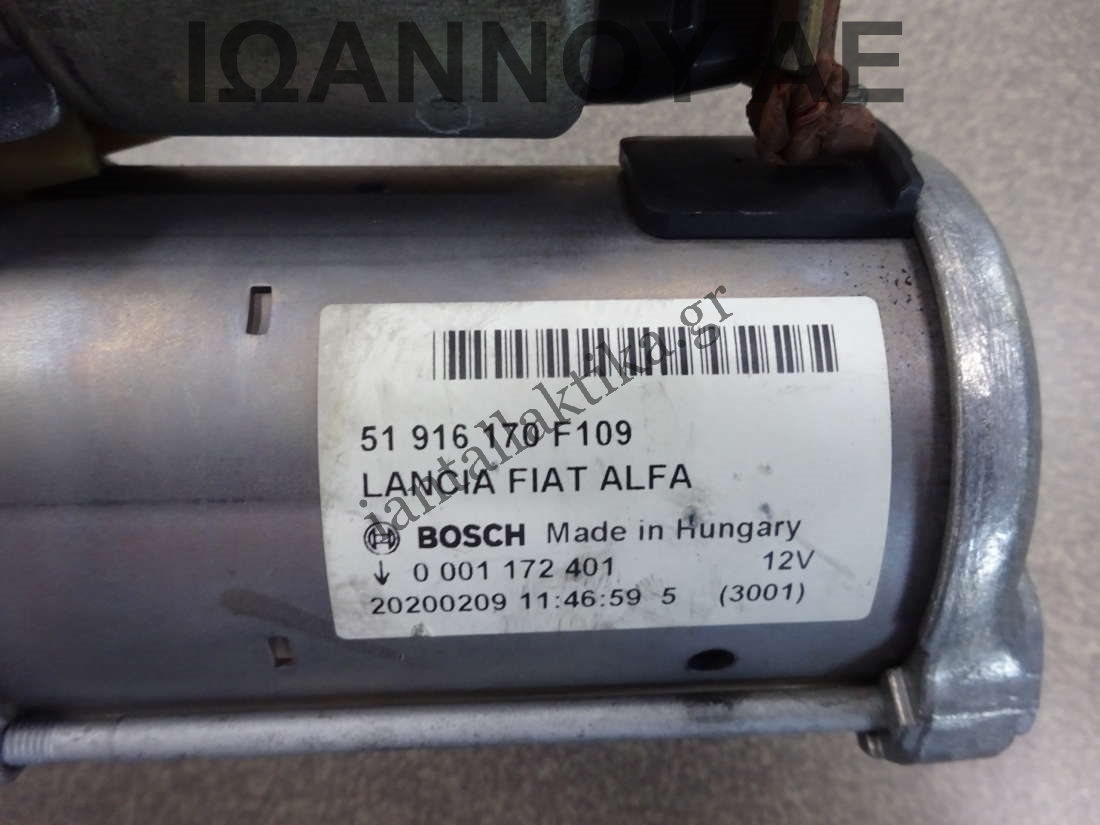 ΙΩΑΝΝΟΥ ΑΕ
iantallaktika.gr
51 916 170 F109
LANCIA FIAT ALFA
BOSCH Made in Hungary
↓ 0 001 172 401 12V
20200209 11:46:59 5 (3001)